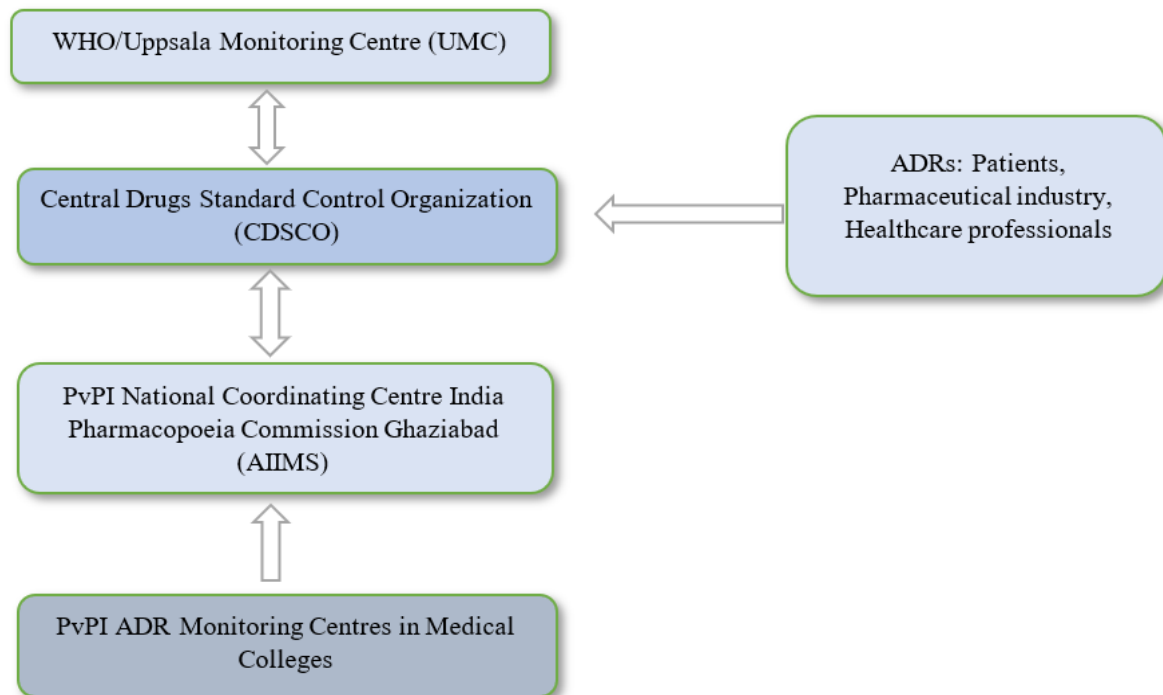 WHO/Uppsala Monitoring Centre (UMC)
Central Drugs Standard Control Organization
(CDSCO)
ADRs: Patients,
Pharmaceutical industry,
Healthcare professionals
PvPI National Coordinating Centre India
Pharmacopoeia Commission Ghaziabad
(AIIMS)
PvPI ADR Monitoring Centres in Medical
Colleges